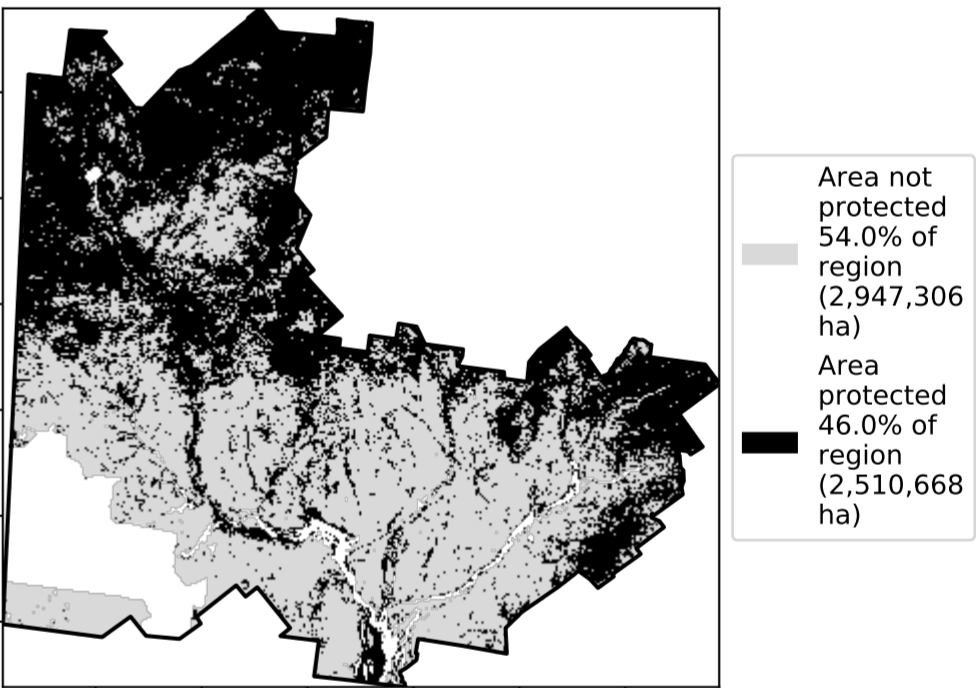 Area not
protected
54.0% of
region
(2,947,306
ha)
Area
protected
46.0% of
region
(2,510,668
ha)